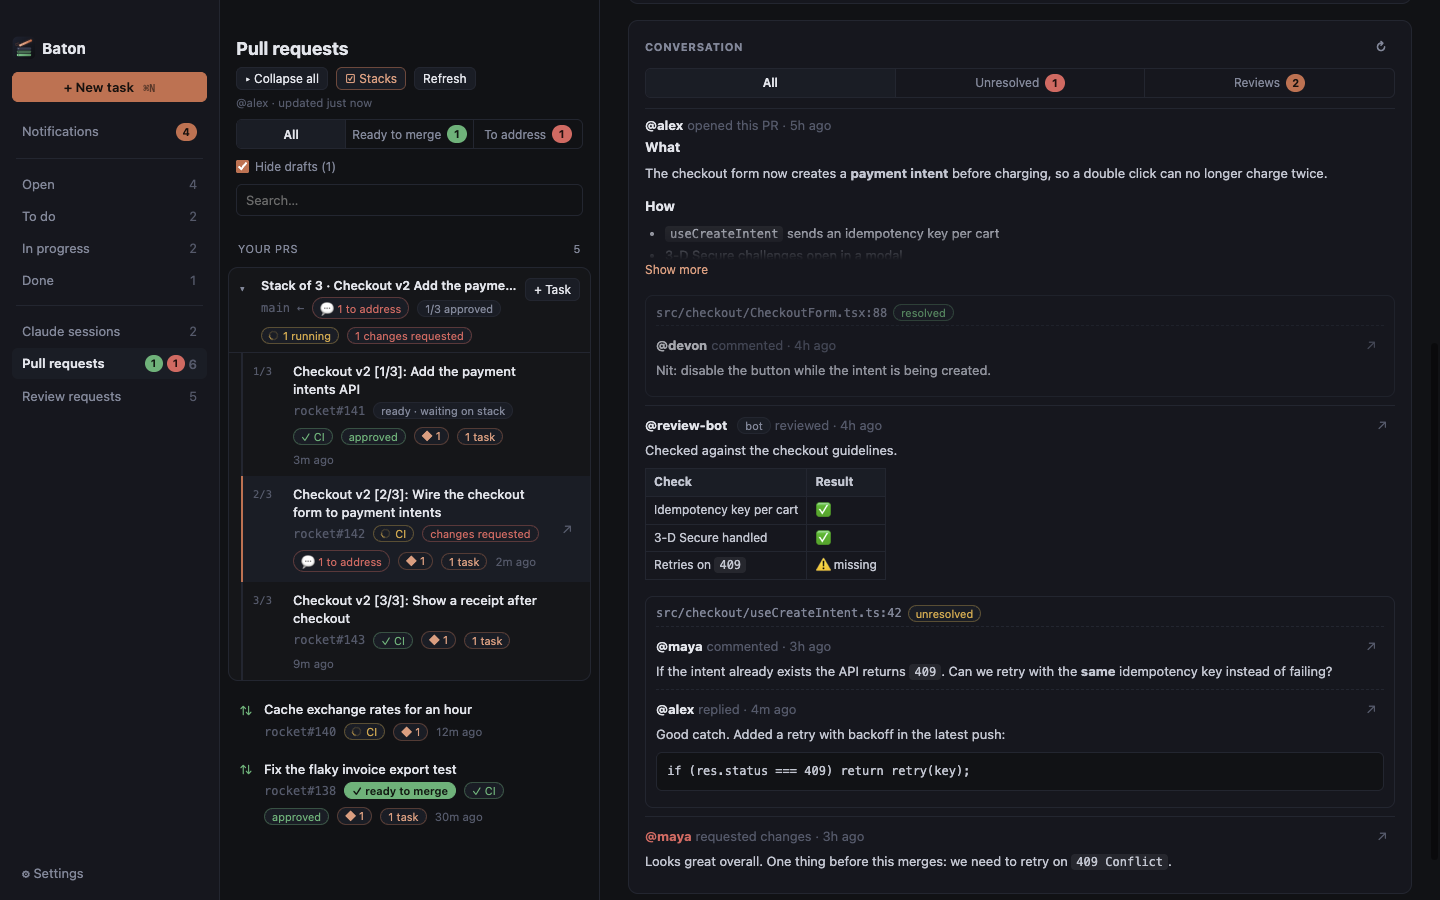 Baton
+ New task ⌘N
Notifications 4
Open 4
To do 2
In progress 2
Done 1
Claude sessions 2
Pull requests 1 1 6
Review requests 5
Settings
Pull requests
Collapse all
Stacks
Refresh
@alex · updated just now
All
Ready to merge 1
To address 1
Hide drafts (1)
Search...
YOUR PRS 5
Stack of 3 · Checkout v2 Add the payme...
+ Task
main ← 💬 1 to address 1/3 approved
1 running 1 changes requested
1/3 Checkout v2 [1/3]: Add the payment
intents API
rocket#141 ready · waiting on stack
✓ CI approved ◆ 1 1 task
3m ago
2/3 Checkout v2 [2/3]: Wire the checkout
form to payment intents
rocket#142 CI changes requested ↗
💬 1 to address ◆ 1 1 task 2m ago
3/3 Checkout v2 [3/3]: Show a receipt after
checkout
rocket#143 ✓ CI ◆ 1 1 task
9m ago
Cache exchange rates for an hour
rocket#140 CI ◆ 1 12m ago
Fix the flaky invoice export test
rocket#138 ✓ ready to merge ✓ CI
approved ◆ 1 1 task 30m ago
CONVERSATION
All
Unresolved 1
Reviews 2
@alex opened this PR · 5h ago
What
The checkout form now creates a payment intent before charging, so a double click can no longer charge twice.
How
• useCreateIntent sends an idempotency key per cart
• 3-D Secure challenges open in a modal
Show more
src/checkout/CheckoutForm.tsx:88 resolved
@devon commented · 4h ago ↗
Nit: disable the button while the intent is being created.
@review-bot bot reviewed · 4h ago ↗
Checked against the checkout guidelines.
Check Result
Idempotency key per cart ✅
3-D Secure handled ✅
Retries on 409 ⚠️ missing
src/checkout/useCreateIntent.ts:42 unresolved
@maya commented · 3h ago ↗
If the intent already exists the API returns 409. Can we retry with the same idempotency key instead of failing?
@alex replied · 4m ago ↗
Good catch. Added a retry with backoff in the latest push:
if (res.status === 409) return retry(key);
@maya requested changes · 3h ago ↗
Looks great overall. One thing before this merges: we need to retry on 409 Conflict.